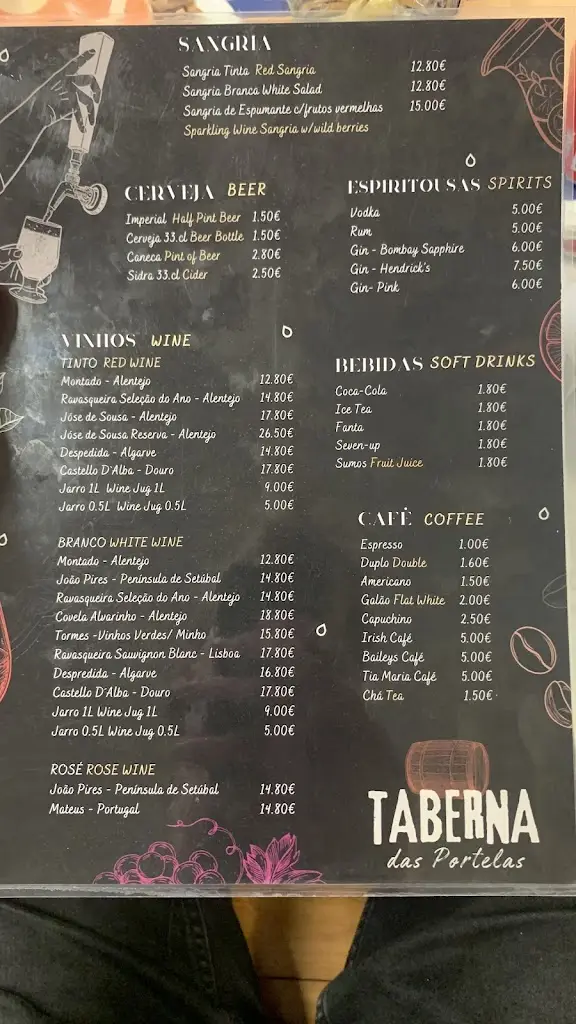 SANGRIA
Sangria Tinta Red Sangria 12.80€
Sangria Branca White Salad 12.80€
Sangria de Espumante c/frutos vermelhas 15.00€
Sparkling Wine Sangria w/wild berries
CERVEJA BEER
Imperial Half Pint Beer 1.50€
Cerveja 33.cl Beer Bottle 1.50€
Caneca Pint of Beer 2.80€
Sidra 33.cl Cider 2.50€
ESPIRITOUSAS SPIRITS
Vodka 5.00€
Rum 5.00€
Gin - Bombay Sapphire 6.00€
Gin - Hendrick's 7.50€
Gin- Pink 6.00€
VINHOS WINE
TINTO RED WINE
Montado - Alentejo 12.80€
Ravasqueira Seleção do Ano - Alentejo 14.80€
Jóse de Sousa - Alentejo 17.80€
Jóse de Sousa Reserva - Alentejo 26.50€
Despedida - Algarve 14.80€
Castello D'Alba - Douro 17.80€
Jarro 1L Wine Jug 1L 9.00€
Jarro 0.5L Wine Jug 0.5L 5.00€
BRANCO WHITE WINE
Montado - Alentejo 12.80€
João Pires - Península de Setúbal 14.80€
Ravasqueira Seleção do Ano - Alentejo 14.80€
Covela Alvarinho - Alentejo 18.80€
Tormes -Vinhos Verdes/ Minho 15.80€
Ravasqueira Sauvignon Blanc - Lisboa 17.80€
Despredida - Algarve 16.80€
Castello D'Alba - Douro 17.80€
Jarro 1L Wine Jug 1L 9.00€
Jarro 0.5L Wine Jug 0.5L 5.00€
ROSÉ ROSE WINE
João Pires - Península de Setúbal 14.80€
Mateus - Portugal 14.80€
BEBIDAS SOFT DRINKS
Coca-Cola 1.80€
Ice Tea 1.80€
Fanta 1.80€
Seven-up 1.80€
Sumos Fruit Juice 1.80€
CAFÈ COFFEE
Espresso 1.00€
Duplo Double 1.60€
Americano 1.50€
Galão Flat White 2.00€
Capuchino 2.50€
Irish Café 5.00€
Baileys Café 5.00€
Tia Maria Café 5.00€
Chá Tea 1.50€
TABERNA
das Portelas